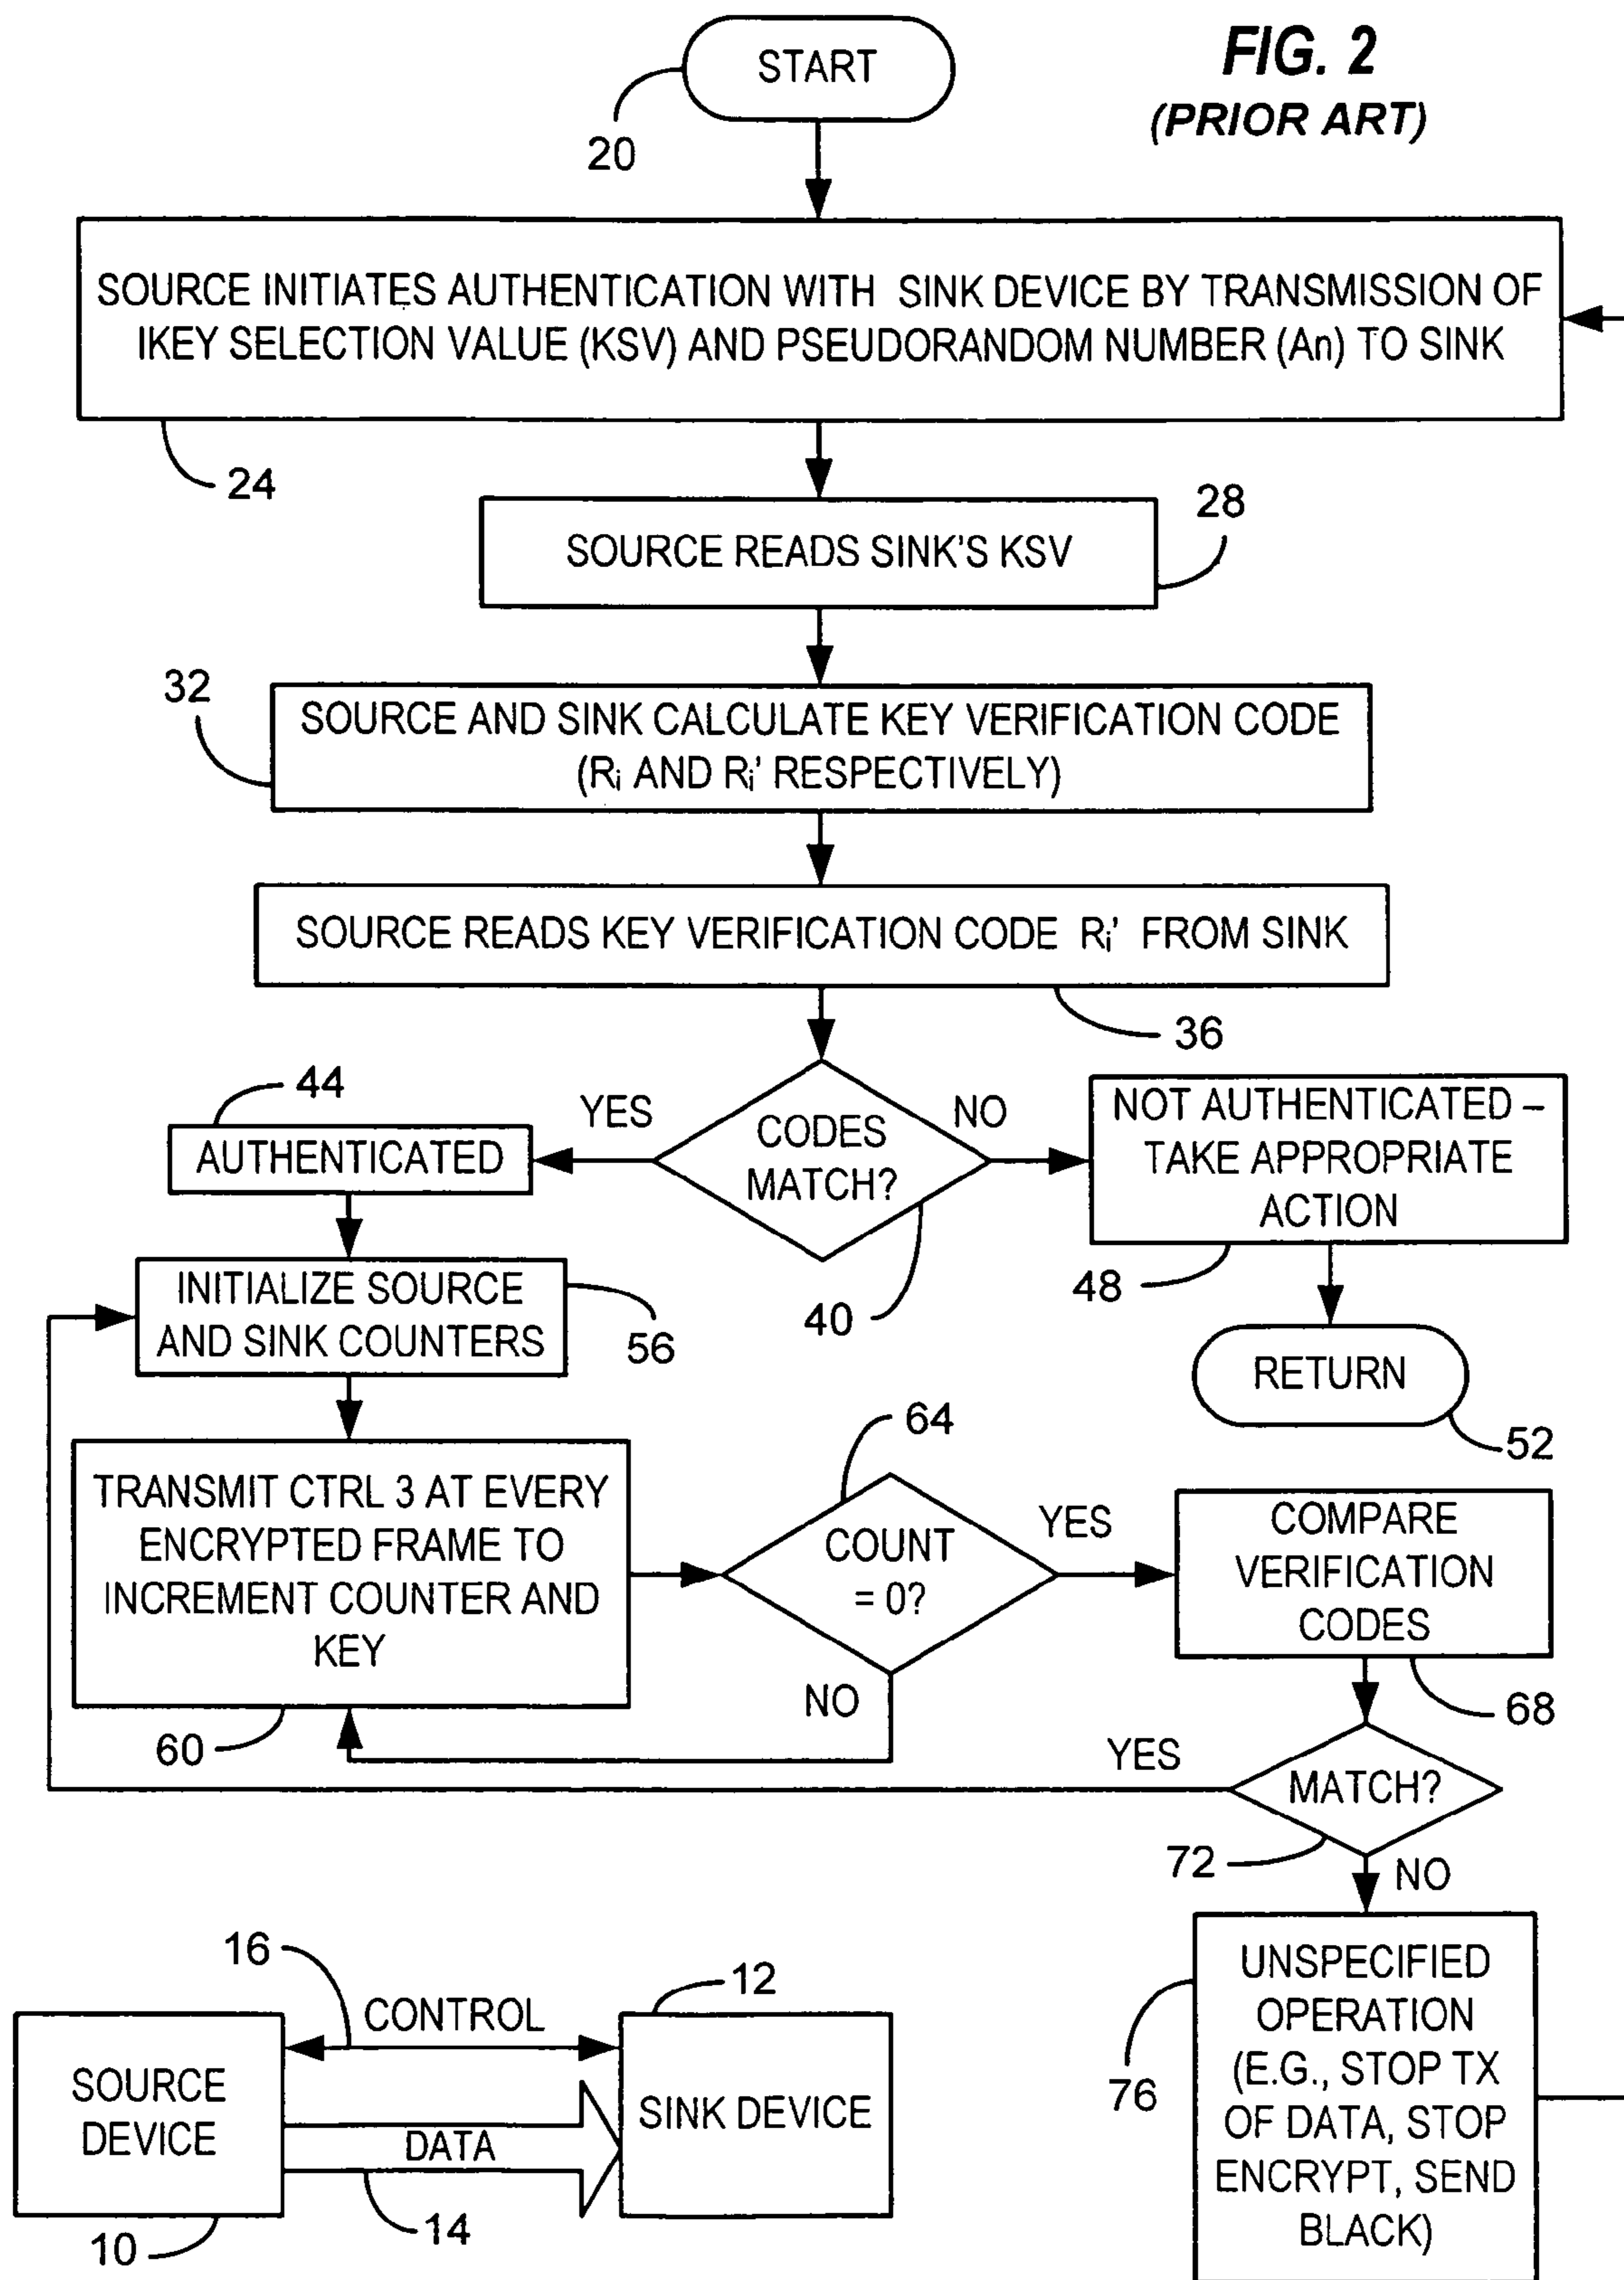 FIG. 2
(PRIOR ART)
START
20
SOURCE INITIATES AUTHENTICATION WITH SINK DEVICE BY TRANSMISSION OF
IKEY SELECTION VALUE (KSV) AND PSEUDORANDOM NUMBER (An) TO SINK
24
28
SOURCE READS SINK'S KSV
32
SOURCE AND SINK CALCULATE KEY VERIFICATION CODE
(Ri AND Ri' RESPECTIVELY)
SOURCE READS KEY VERIFICATION CODE Ri' FROM SINK
36
44
YES
CODES
MATCH?
NO
40
AUTHENTICATED
NOT AUTHENTICATED –
TAKE APPROPRIATE
ACTION
48
RETURN
52
INITIALIZE SOURCE
AND SINK COUNTERS
56
TRANSMIT CTRL 3 AT EVERY
ENCRYPTED FRAME TO
INCREMENT COUNTER AND
KEY
60
64
COUNT
= 0?
YES
NO
COMPARE
VERIFICATION
CODES
68
YES
MATCH?
72
NO
UNSPECIFIED
OPERATION
(E.G., STOP TX
OF DATA, STOP
ENCRYPT, SEND
BLACK)
76
16
CONTROL
12
SOURCE
DEVICE
SINK DEVICE
DATA
14
10